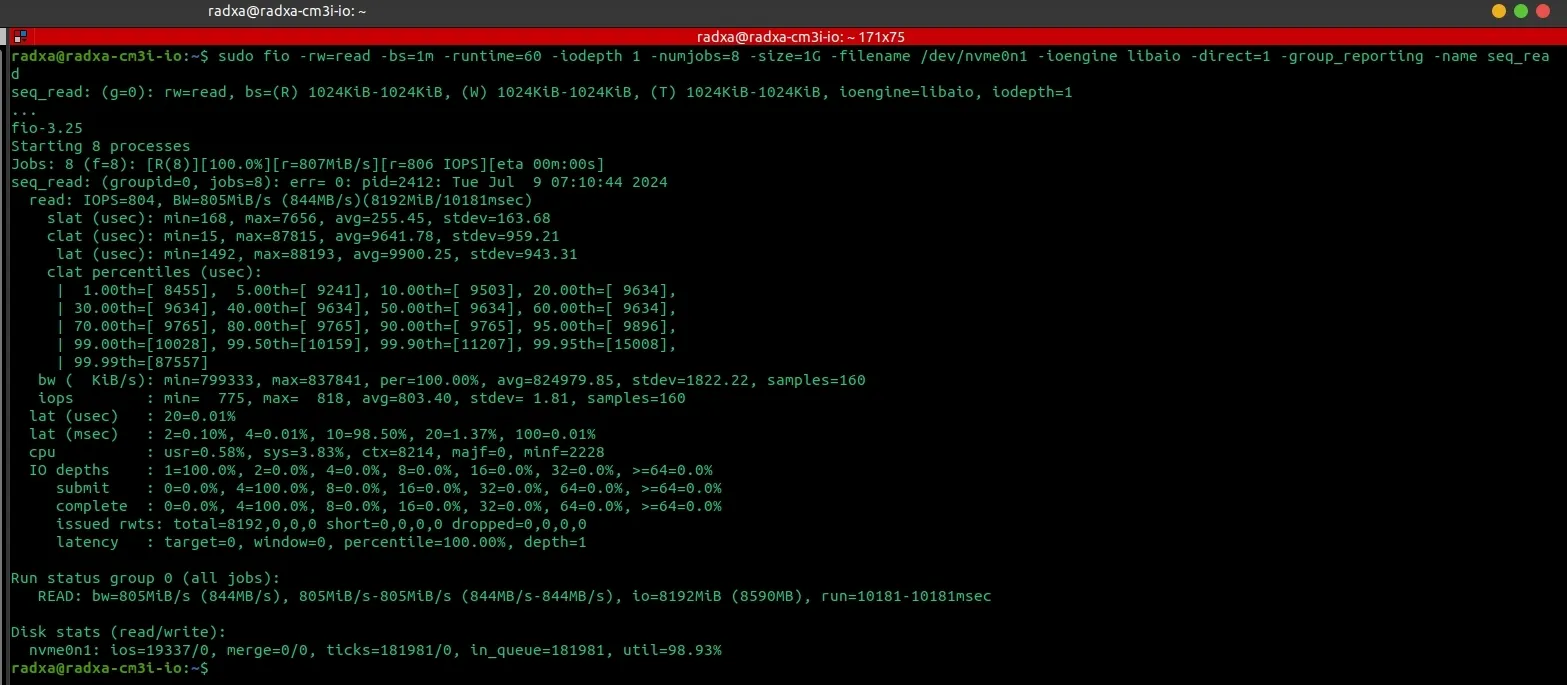 radxa@radxa-cm3i-io: ~
radxa@radxa-cm3i-io: ~ 171x75
radxa@radxa-cm3i-io:~$ sudo fio -rw=read -bs=1m -runtime=60 -iodepth 1 -numjobs=8 -size=1G -filename /dev/nvme0n1 -ioengine libaio -direct=1 -group_reporting -name seq_rea
d
seq_read: (g=0): rw=read, bs=(R) 1024KiB-1024KiB, (W) 1024KiB-1024KiB, (T) 1024KiB-1024KiB, ioengine=libaio, iodepth=1
...
fio-3.25
Starting 8 processes
Jobs: 8 (f=8): [R(8)][100.0%][r=807MiB/s][r=806 IOPS][eta 00m:00s]
seq_read: (groupid=0, jobs=8): err= 0: pid=2412: Tue Jul  9 07:10:44 2024
  read: IOPS=804, BW=805MiB/s (844MB/s)(8192MiB/10181msec)
    slat (usec): min=168, max=7656, avg=255.45, stdev=163.68
    clat (usec): min=15, max=87815, avg=9641.78, stdev=959.21
     lat (usec): min=1492, max=88193, avg=9900.25, stdev=943.31
    clat percentiles (usec):
     |  1.00th=[ 8455],  5.00th=[ 9241], 10.00th=[ 9503], 20.00th=[ 9634],
     | 30.00th=[ 9634], 40.00th=[ 9634], 50.00th=[ 9634], 60.00th=[ 9634],
     | 70.00th=[ 9765], 80.00th=[ 9765], 90.00th=[ 9765], 95.00th=[ 9896],
     | 99.00th=[10028], 99.50th=[10159], 99.90th=[11207], 99.95th=[15008],
     | 99.99th=[87557]
   bw (  KiB/s): min=799333, max=837841, per=100.00%, avg=824979.85, stdev=1822.22, samples=160
   iops        : min=  775, max=  818, avg=803.40, stdev= 1.81, samples=160
  lat (usec)   : 20=0.01%
  lat (msec)   : 2=0.10%, 4=0.01%, 10=98.50%, 20=1.37%, 100=0.01%
  cpu          : usr=0.58%, sys=3.83%, ctx=8214, majf=0, minf=2228
  IO depths    : 1=100.0%, 2=0.0%, 4=0.0%, 8=0.0%, 16=0.0%, 32=0.0%, >=64=0.0%
     submit    : 0=0.0%, 4=100.0%, 8=0.0%, 16=0.0%, 32=0.0%, 64=0.0%, >=64=0.0%
     complete  : 0=0.0%, 4=100.0%, 8=0.0%, 16=0.0%, 32=0.0%, 64=0.0%, >=64=0.0%
     issued rwts: total=8192,0,0,0 short=0,0,0,0 dropped=0,0,0,0
     latency   : target=0, window=0, percentile=100.00%, depth=1

Run status group 0 (all jobs):
   READ: bw=805MiB/s (844MB/s), 805MiB/s-805MiB/s (844MB/s-844MB/s), io=8192MiB (8590MB), run=10181-10181msec

Disk stats (read/write):
  nvme0n1: ios=19337/0, merge=0/0, ticks=181981/0, in_queue=181981, util=98.93%
radxa@radxa-cm3i-io:~$